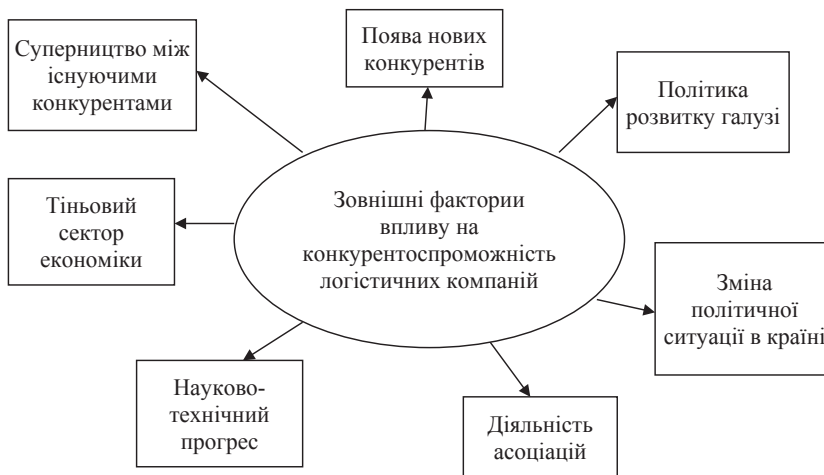 Суперництво між
існуючими
конкурентами
Поява нових
конкурентів
Політика
розвитку галузі
Тіньовий
сектор
економіки
Зовнішні фактории
впливу на
конкурентоспроможність
логістичних компаній
Зміна
політичної
ситуації в країні
Науково-
технічний
прогрес
Діяльність
асоціацій